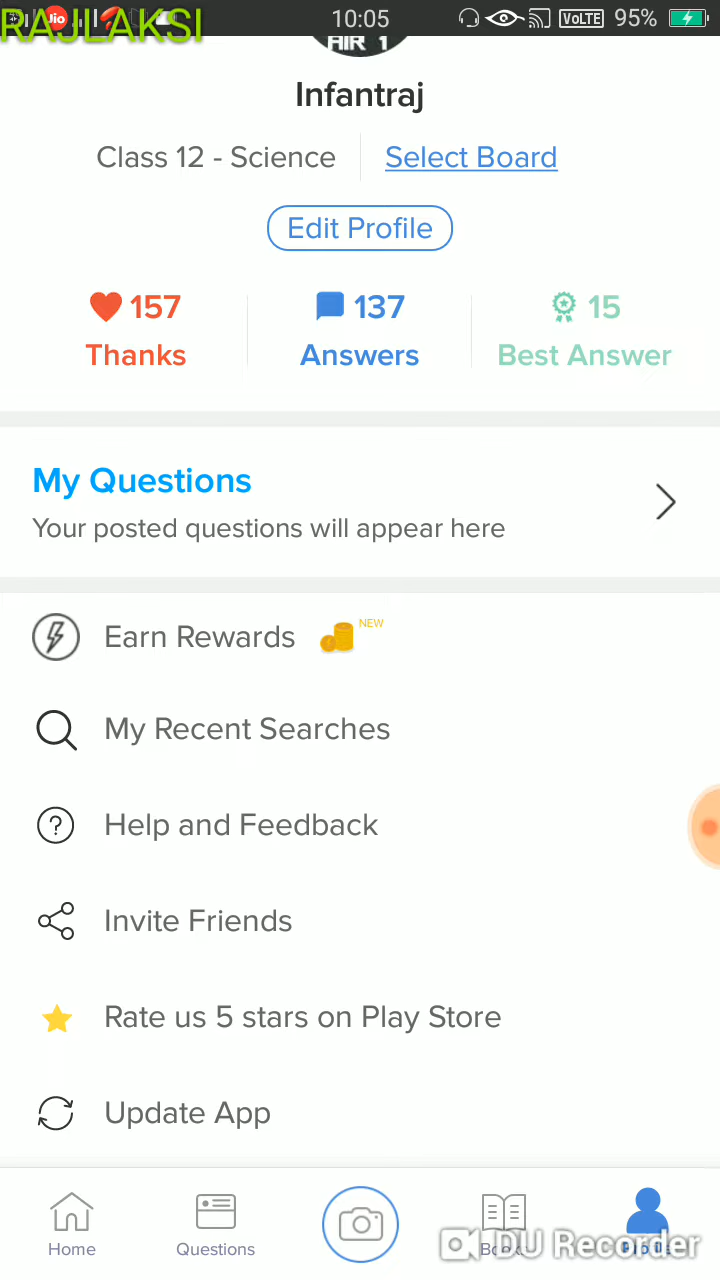 RAJLAKSI
Jio
10:05
VoLTE
95%
AIR 1
Infantraj
Class 12 - Science
Select Board
Edit Profile
157
137
15
Thanks
Answers
Best Answer
My Questions
Your posted questions will appear here
Earn Rewards
NEW
My Recent Searches
Help and Feedback
Invite Friends
Rate us 5 stars on Play Store
Update App
Home
Questions
DU Recorder